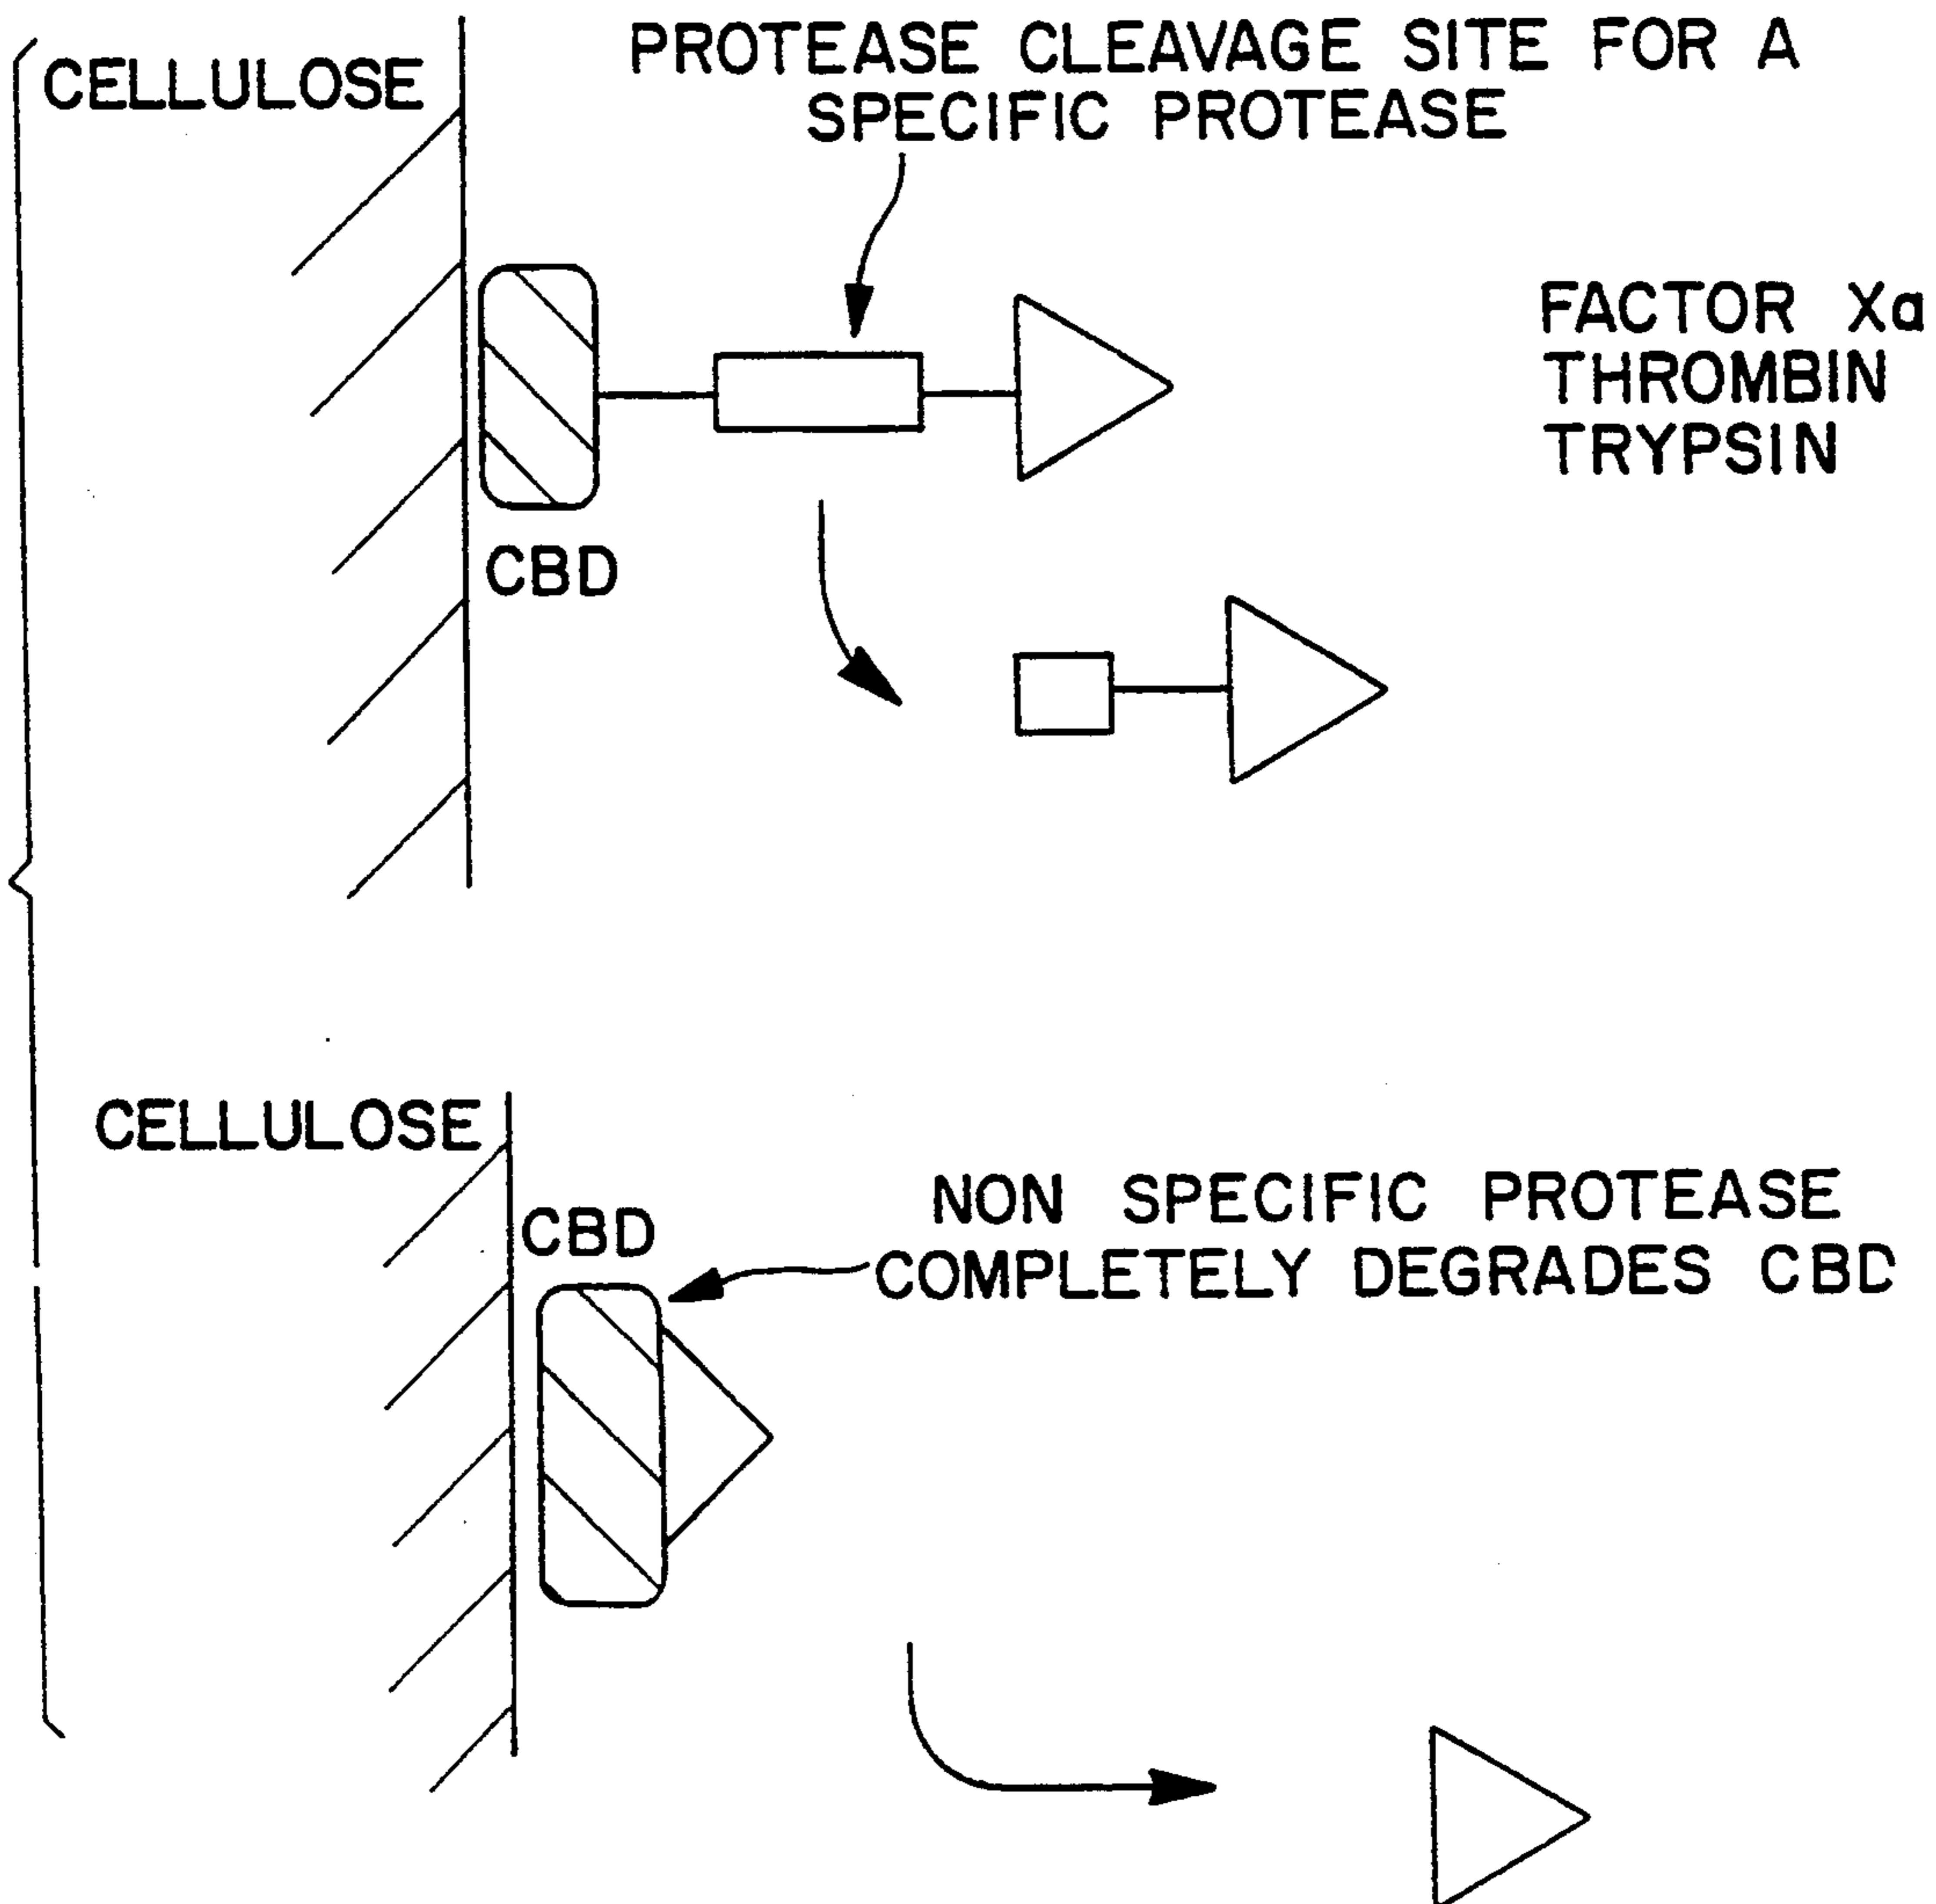 CELLULOSE
PROTEASE CLEAVAGE SITE FOR A
SPECIFIC PROTEASE
FACTOR Xa
THROMBIN
TRYPSIN
CBD
CELLULOSE
CBD
NON SPECIFIC PROTEASE
COMPLETELY DEGRADES CBD